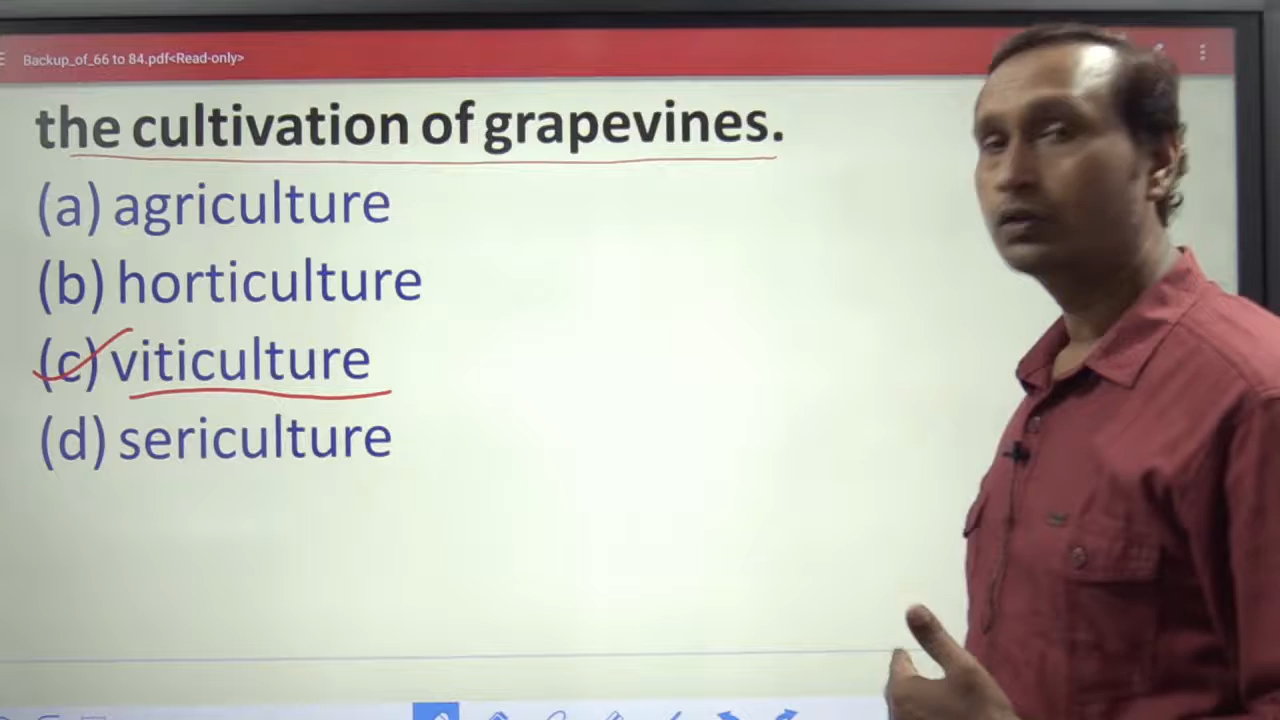 Backup_of_66 to 84.pdf<Read-only>
the cultivation of grapevines.
(a) agriculture
(b) horticulture
(c) viticulture
(d) sericulture